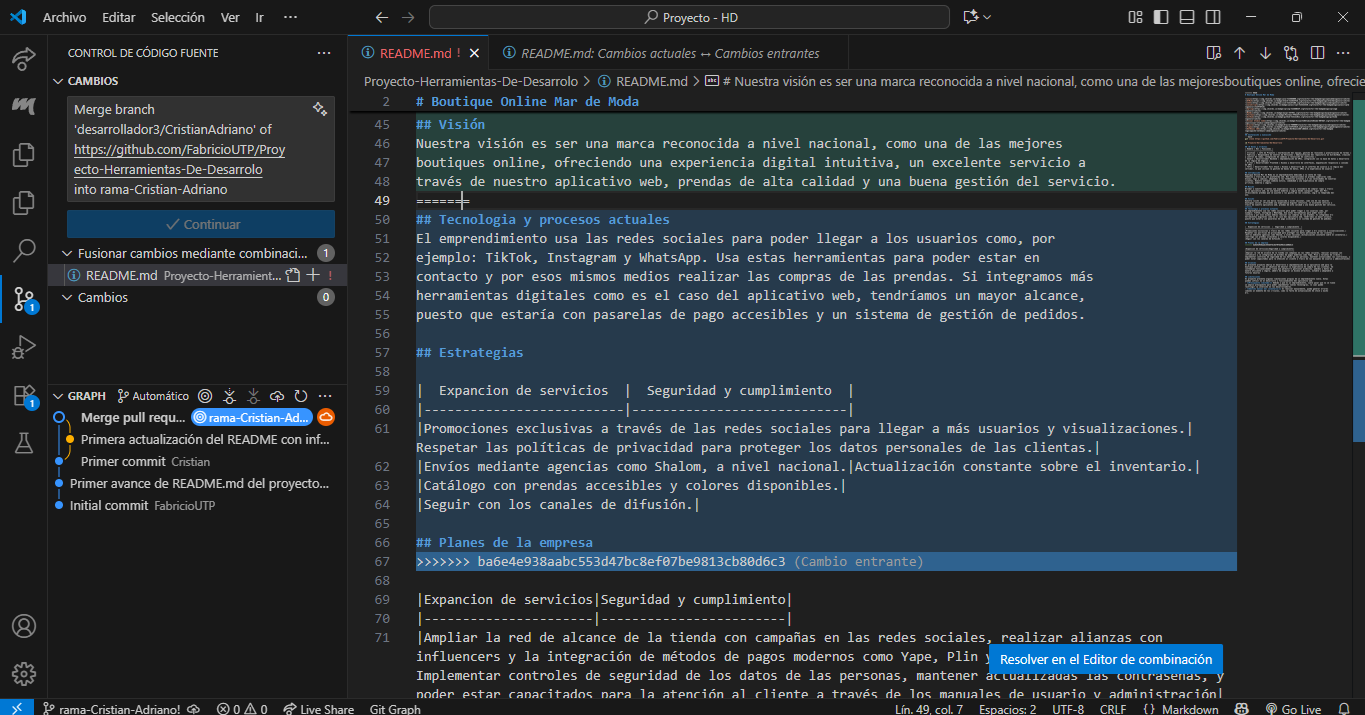 Archivo Editar Selección Ver Ir ···
Proyecto - HD
CONTROL DE CÓDIGO FUENTE ···
CAMBIOS
Merge branch
'desarrollador3/CristianAdriano' of
https://github.com/FabricioUTP/Proy
ecto-Herramientas-De-Desarrolo
into rama-Cristian-Adriano
Continuar
Fusionar cambios mediante combinaci... 1
README.md Proyecto-Herramient... !
Cambios 0
1
1
GRAPH Automático ···
Merge pull requ... rama-Cristian-Ad...
Primera actualización del README con inf...
Primer commit Cristian
Primer avance de README.md del proyecto...
Initial commit FabricioUTP
README.md ! README.md: Cambios actuales ↔ Cambios entrantes
Proyecto-Herramientas-De-Desarrolo > README.md > # Nuestra visión es ser una marca reconocida a nivel nacional, como una de las mejoresboutiques online, ofrecie
2 # Boutique Online Mar de Moda
45 ## Visión
46 Nuestra visión es ser una marca reconocida a nivel nacional, como una de las mejores
47 boutiques online, ofreciendo una experiencia digital intuitiva, un excelente servicio a
48 través de nuestro aplicativo web, prendas de alta calidad y una buena gestión del servicio.
49 =======
50 ## Tecnologia y procesos actuales
51 El emprendimiento usa las redes sociales para poder llegar a los usuarios como, por
52 ejemplo: TikTok, Instagram y WhatsApp. Usa estas herramientas para poder estar en
53 contacto y por esos mismos medios realizar las compras de las prendas. Si integramos más
54 herramientas digitales como es el caso del aplicativo web, tendríamos un mayor alcance,
55 puesto que estaría con pasarelas de pago accesibles y un sistema de gestión de pedidos.
56
57 ## Estrategias
58
59 |  Expancion de servicios  |  Seguridad y cumplimiento  |
60 |--------------------------|----------------------------|
61 |Promociones exclusivas a través de las redes sociales para llegar a más usuarios y visualizaciones.|
Respetar las políticas de privacidad para proteger los datos personales de las clientas.|
62 |Envíos mediante agencias como Shalom, a nivel nacional.|Actualización constante sobre el inventario.|
63 |Catálogo con prendas accesibles y colores disponibles.|
64 |Seguir con los canales de difusión.|
65
66 ## Planes de la empresa
67 >>>>>>> ba6e4e938aabc553d47bc8ef07be9813cb80d6c3 (Cambio entrante)
68
69 |Expancion de servicios|Seguridad y cumplimiento|
70 |----------------------|------------------------|
71 |Ampliar la red de alcance de la tienda con campañas en las redes sociales, realizar alianzas con
influencers y la integración de métodos de pagos modernos como Yape, Plin y
Implementar controles de seguridad de los datos de las personas, mantener actualizadas las contraseñas, y
poder estar capacitados para la atención al cliente a través de los manuales de usuario y administración|
Resolver en el Editor de combinación
rama-Cristian-Adriano! 0 0 Live Share Git Graph Lín. 49, col. 7 Espacios: 2 UTF-8 CRLF {} Markdown Go Live